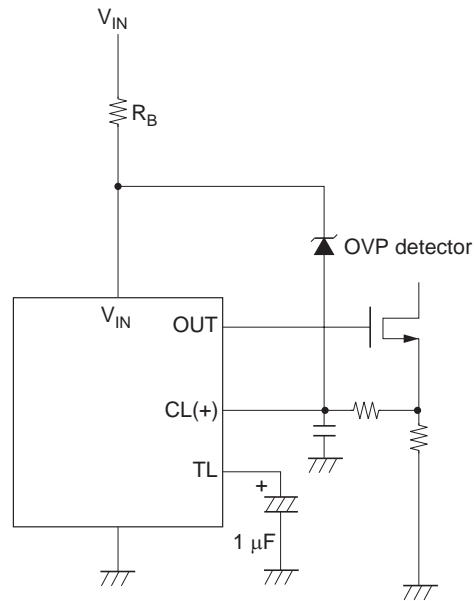 V_IN
R_B
OVP detector
V_IN
OUT
CL(+)
TL
+
1 μF